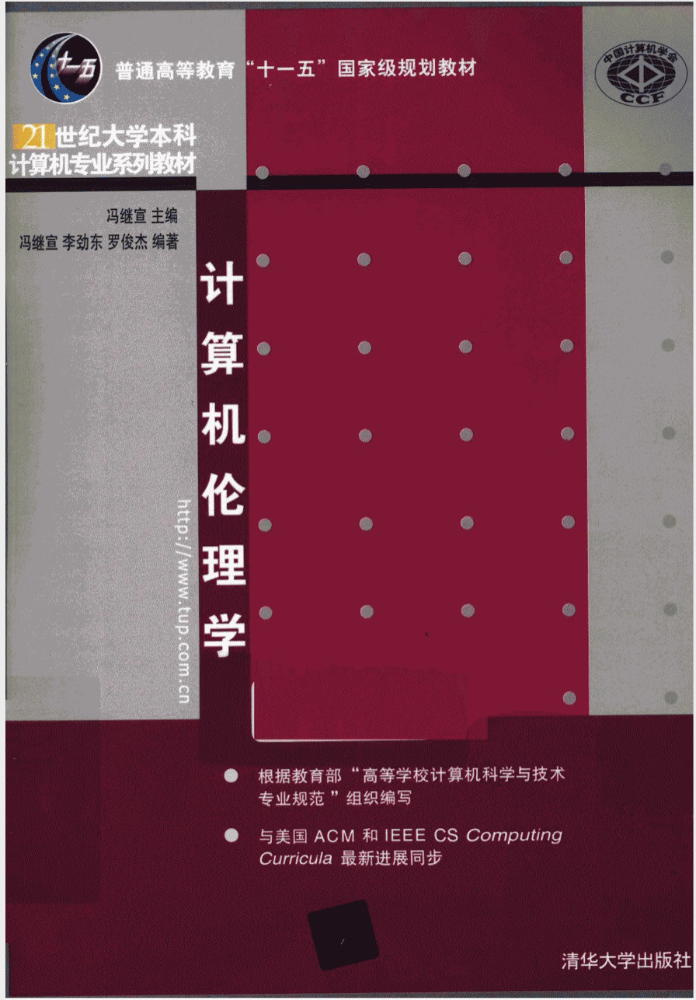 十一五
普通高等教育“十一五”国家级规划教材
中国计算机学会
CCF
21世纪大学本科
计算机专业系列教材
冯继宣 主编
冯继宣 李劲东 罗俊杰 编著
计算机伦理学
http://www.tup.com.cn
根据教育部“高等学校计算机科学与技术
专业规范”组织编写
与美国 ACM 和 IEEE CS Computing
Curricula 最新进展同步
清华大学出版社